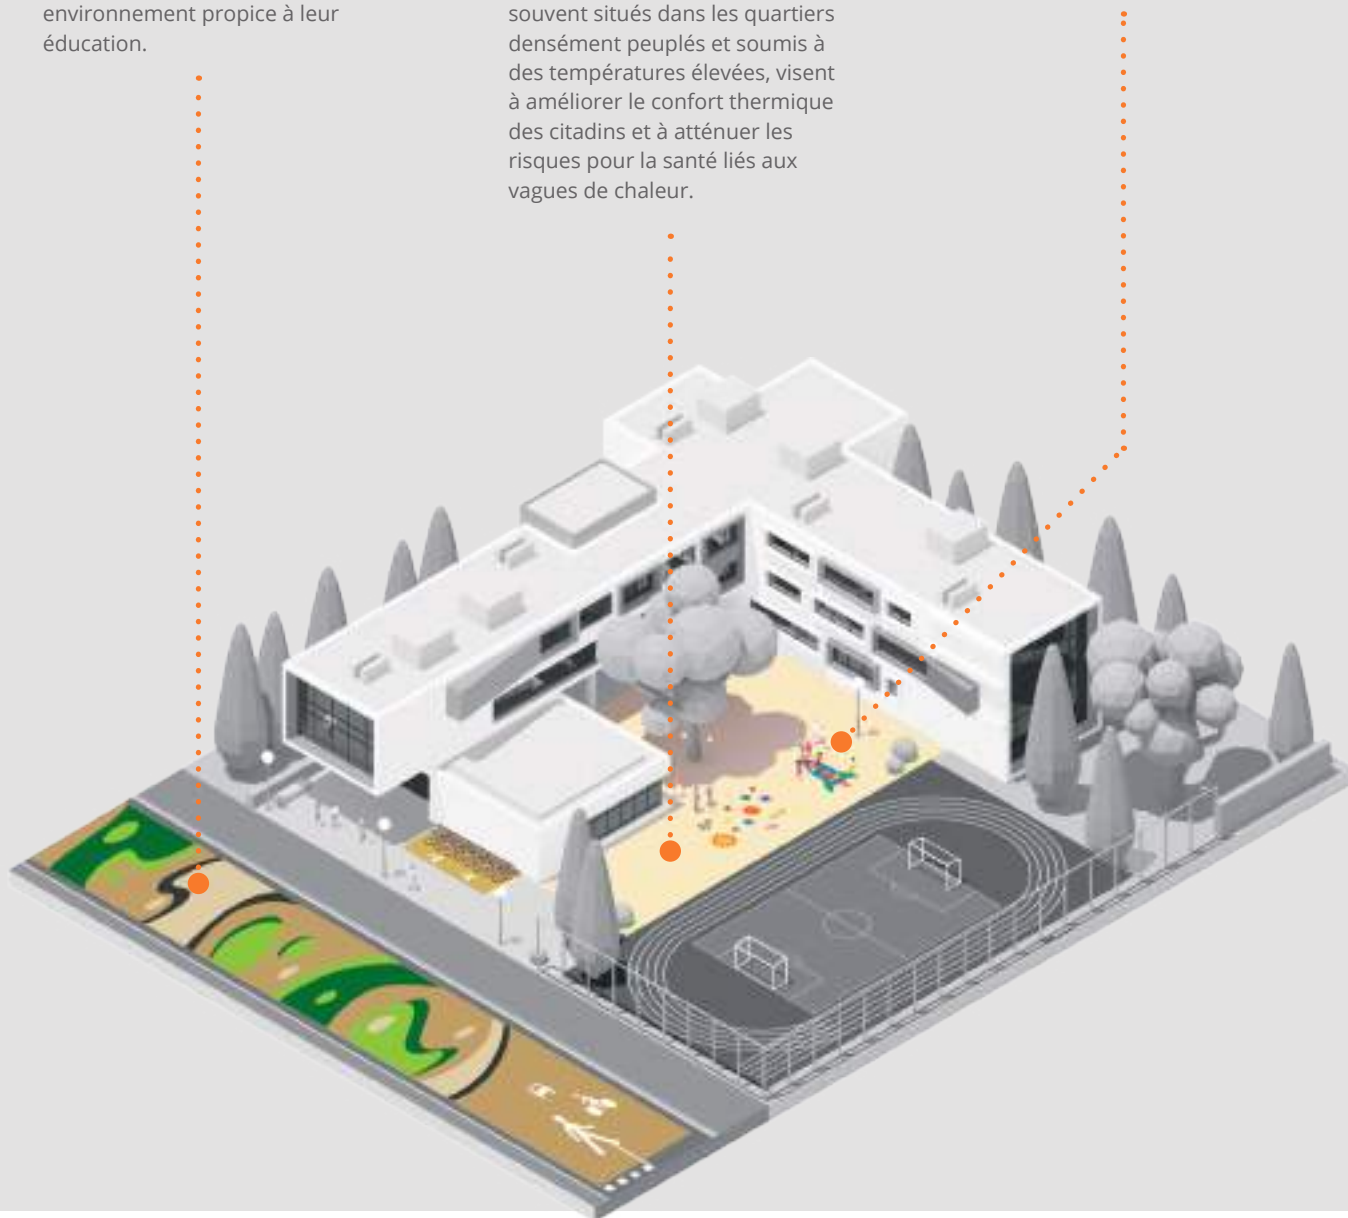 environnement propice à leur
éducation.
souvent situés dans les quartiers
densément peuplés et soumis à
des températures élevées, visent
à améliorer le confort thermique
des citadins et à atténuer les
risques pour la santé liés aux
vagues de chaleur.